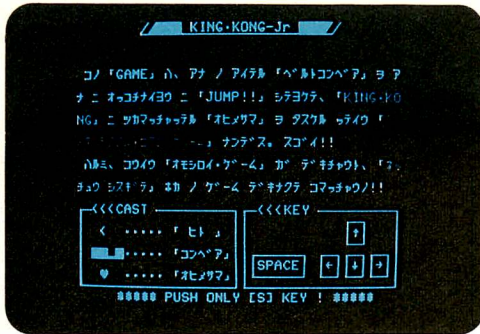 KING・KONG-Jr
コノ 「GAME」 ハ、 アナ ノ アイテル 「ベルトコンベア」 ヲ ア
ナ ニ オッコチナイヨウ ニ 「JUMP!!」 シテヨケテ、 「KING・KO
NG」 ニ ツカマッチャッテル 「オヒメサマ」 ヲ タスケル ッテイウ 「
」 ナンデス。 スゴイ!!
ハルミ、 コウイウ 「オモシロイ・ゲーム」 ガ デキチャウト、 「ネッ
チュウ シスギテ」 ホカ ノ ゲーム デキナクテ コマッチャウノ!!
<<<CAST
< ..... 「 ヒト 」
..... 「コンベア」
♥ ..... 「オヒメサマ」
<<<KEY
↑
SPACE ← ↓ →
##### PUSH ONLY [S] KEY ! #####